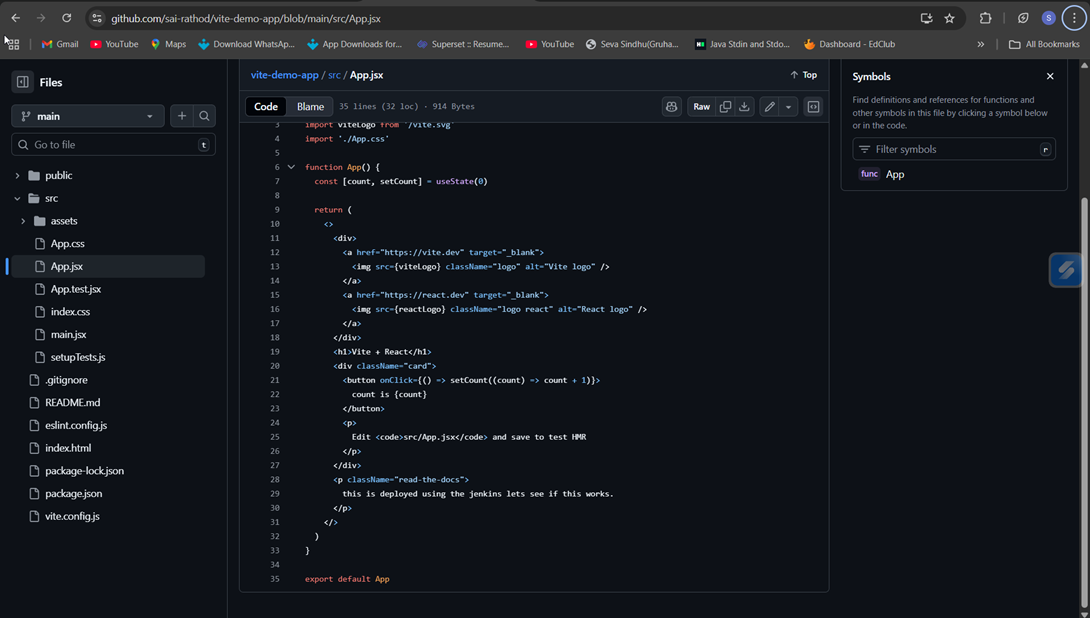 github.com/sai-rathod/vite-demo-app/blob/main/src/App.jsx
S
Gmail YouTube Maps Download WhatsAp... App Downloads for... Superset :: Resume... YouTube Seva Sindhu(Gruha... Java Stdin and Stdo... Dashboard - EdClub » All Bookmarks
Files
main
Go to file t
public
src
assets
App.css
App.jsx
App.test.jsx
index.css
main.jsx
setupTests.js
.gitignore
README.md
eslint.config.js
index.html
package-lock.json
package.json
vite.config.js
vite-demo-app / src / App.jsx
Top
Code Blame 35 lines (32 loc) · 914 Bytes Raw
3 import viteLogo from '/vite.svg'
4 import './App.css'
5
6 function App() {
7 const [count, setCount] = useState(0)
8
9 return (
10 <>
11 <div>
12 <a href="https://vite.dev" target="_blank">
13 <img src={viteLogo} className="logo" alt="Vite logo" />
14 </a>
15 <a href="https://react.dev" target="_blank">
16 <img src={reactLogo} className="logo react" alt="React logo" />
17 </a>
18 </div>
19 <h1>Vite + React</h1>
20 <div className="card">
21 <button onClick={() => setCount((count) => count + 1)}>
22 count is {count}
23 </button>
24 <p>
25 Edit <code>src/App.jsx</code> and save to test HMR
26 </p>
27 </div>
28 <p className="read-the-docs">
29 this is deployed using the jenkins lets see if this works.
30 </p>
31 </>
32 )
33 }
34
35 export default App
Symbols
Find definitions and references for functions and
other symbols in this file by clicking a symbol below
or in the code.
Filter symbols r
func App